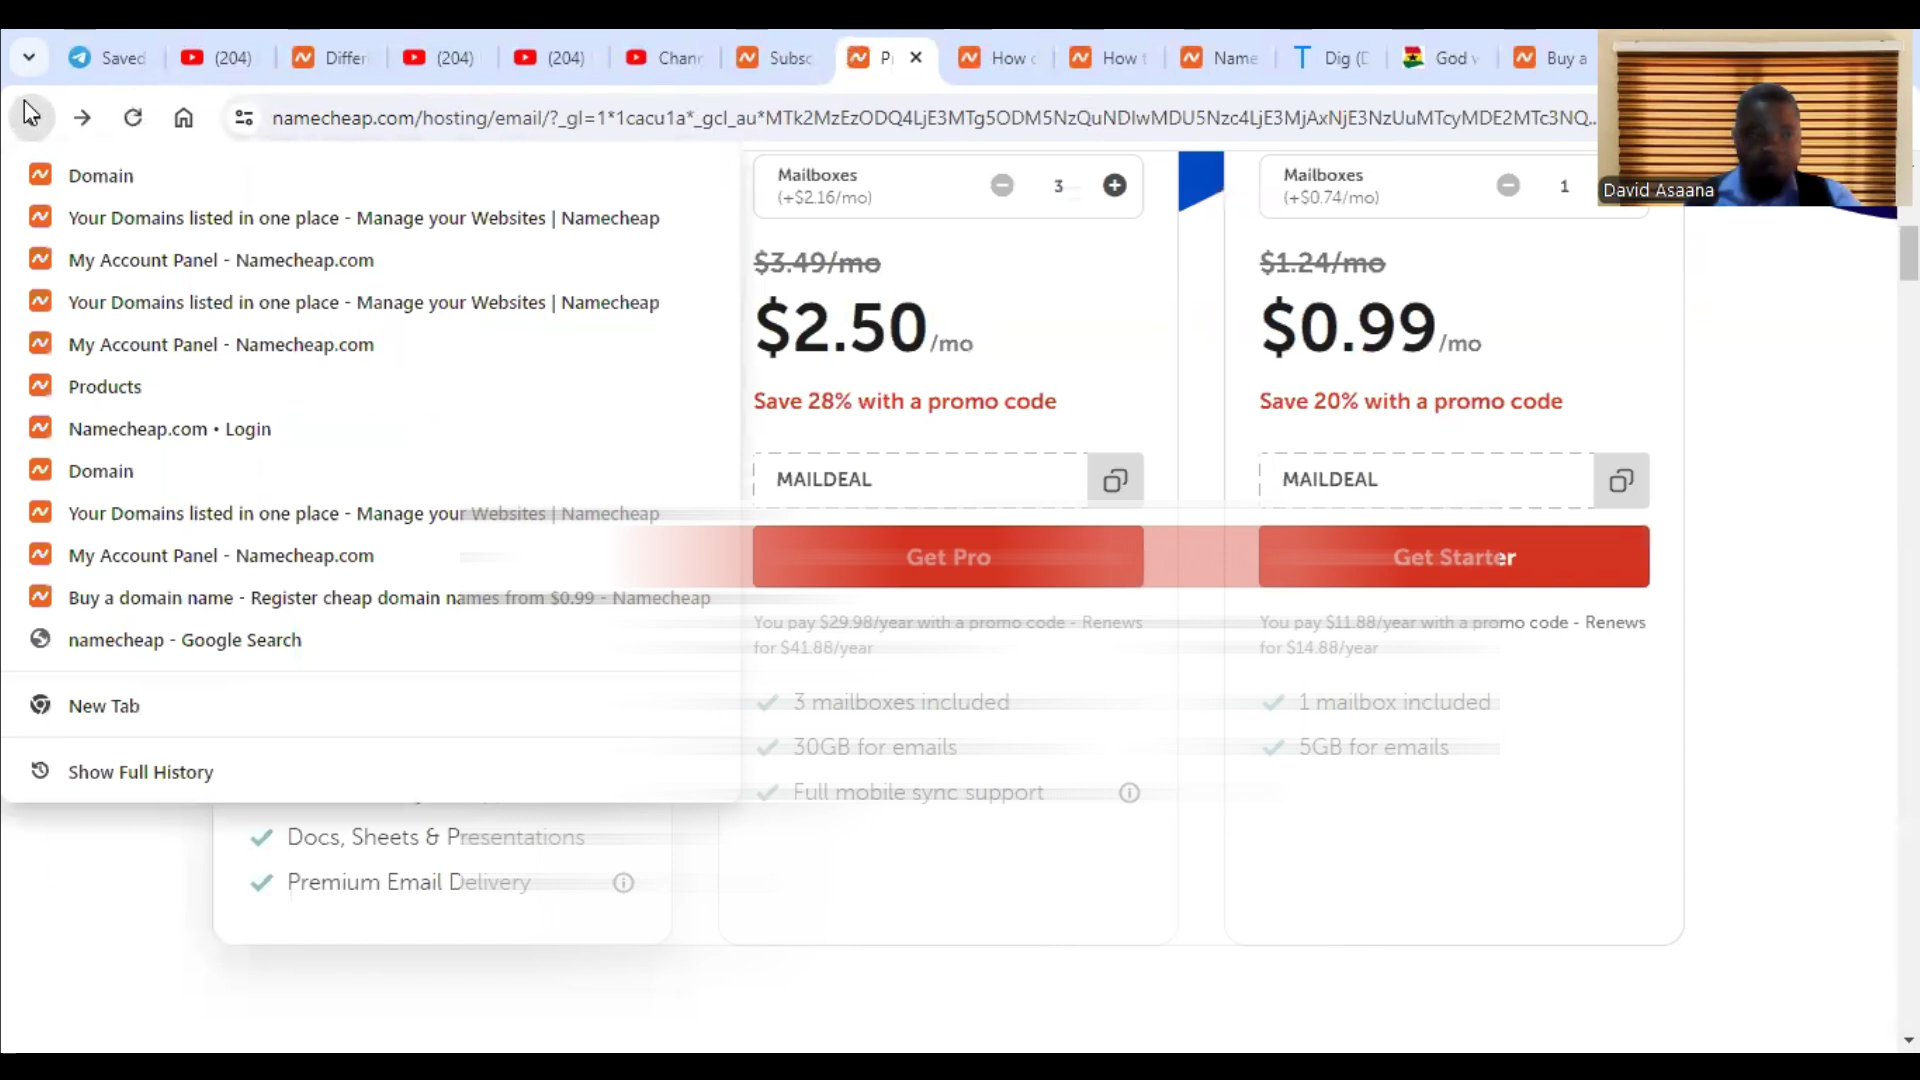 Saved
(204)
Differ
(204)
(204)
Chan
Subsc
How
How t
Name
Dig (
God
Buy a
namecheap.com/hosting/email/?_gl=1*1cacu1a*_gcl_au*MTk2MzEzODQ4LjE3MTg5ODM5NzQuNDIwMDU5Nzc4LjE3MjAxNjE3NzUuMTcyMDE2MTc3NQ...
David Asaana
Domain
Your Domains listed in one place - Manage your Websites | Namecheap
My Account Panel - Namecheap.com
Your Domains listed in one place - Manage your Websites | Namecheap
My Account Panel - Namecheap.com
Products
Namecheap.com • Login
Domain
Your Domains listed in one place - Manage your Websites | Namecheap
My Account Panel - Namecheap.com
Buy a domain name - Register cheap domain names from $0.99 - Namecheap
namecheap - Google Search
New Tab
Show Full History
Docs, Sheets & Presentations
Premium Email Delivery
Mailboxes
(+$2.16/mo)
3
$3.49/mo
$2.50/mo
Save 28% with a promo code
MAILDEAL
Get Pro
You pay $29.98/year with a promo code - Renews
for $41.88/year
3 mailboxes included
30GB for emails
Full mobile sync support
Mailboxes
(+$0.74/mo)
1
$1.24/mo
$0.99/mo
Save 20% with a promo code
MAILDEAL
Get Starter
You pay $11.88/year with a promo code - Renews
for $14.88/year
1 mailbox included
5GB for emails